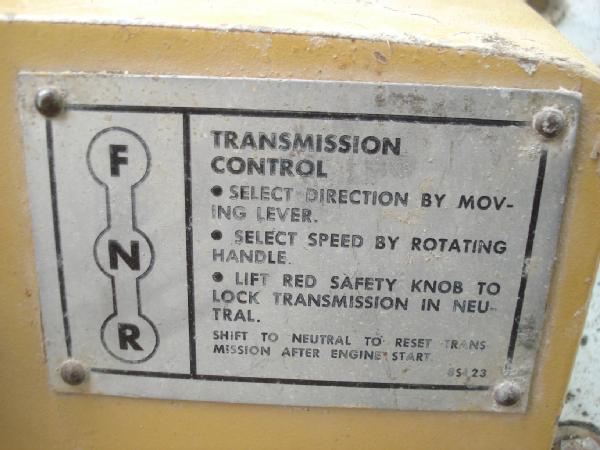 F
N
R
TRANSMISSION
CONTROL
• SELECT DIRECTION BY MOV-
ING LEVER.
• SELECT SPEED BY ROTATING
HANDLE.
• LIFT RED SAFETY KNOB TO
LOCK TRANSMISSION IN NEU-
TRAL.
SHIFT TO NEUTRAL TO RESET TRANS
MISSION AFTER ENGINE START.